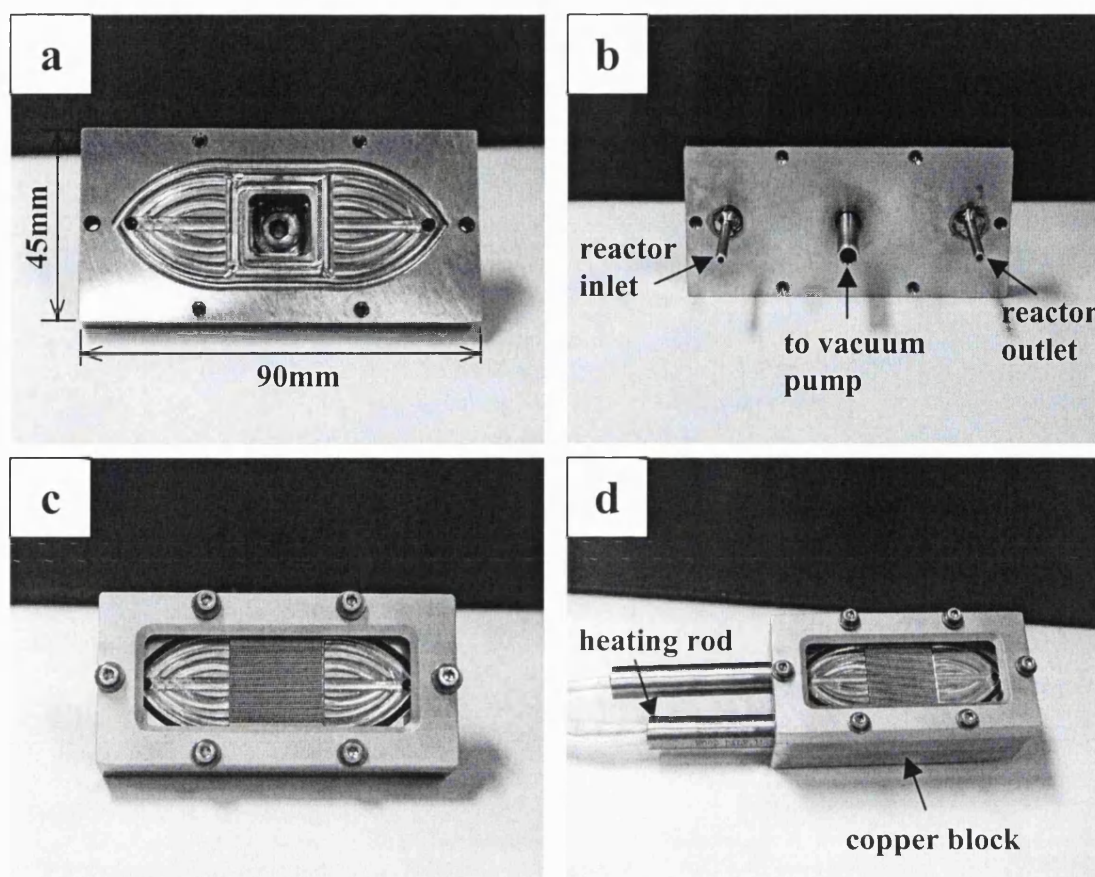 a
45mm
90mm
b
reactor
inlet
to vacuum
pump
reactor
outlet
c
d
heating rod
copper block